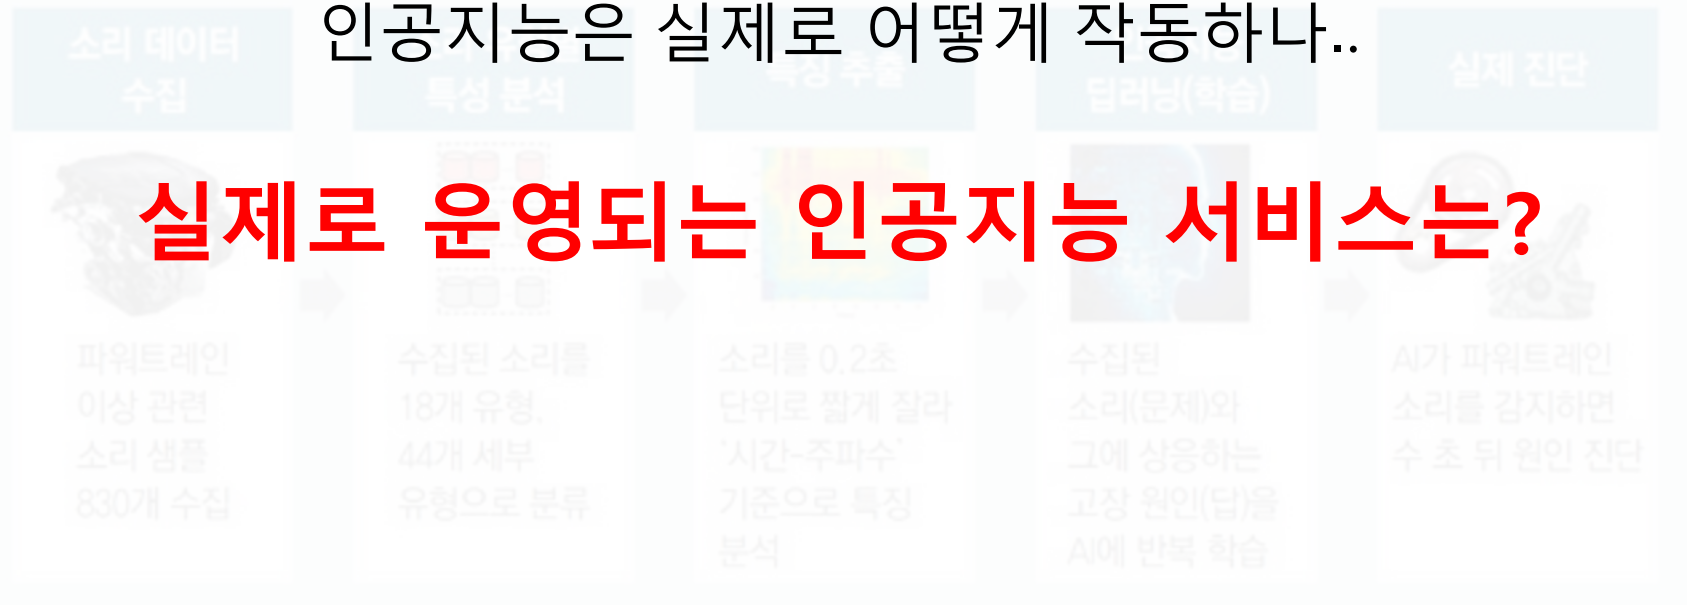 인공지능은 실제로 어떻게 작동하나..
소리 데이터
수집
특성 분석
특징 추출
딥러닝(학습)
실제 진단
실제로 운영되는 인공지능 서비스는?
파워트레인
이상 관련
소리 샘플
830개 수집
수집된 소리를
18개 유형,
44개 세부
유형으로 분류
소리를 0.2초
단위로 짧게 잘라
'시간-주파수'
기준으로 특징
분석
수집된
소리(문제)와
그에 상응하는
고장 원인(답)을
AI에 반복 학습
AI가 파워트레인
소리를 감지하면
수 초 뒤 원인 진단